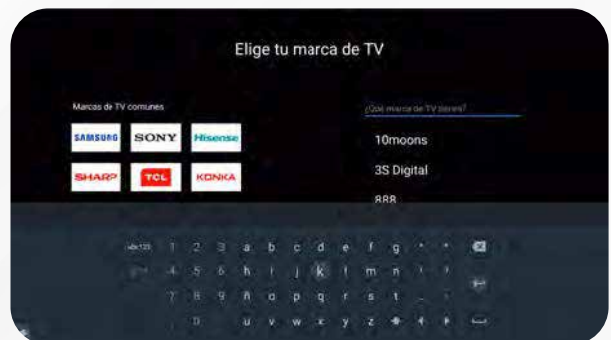 Elige tu marca de TV
Marcas de TV comunes
¿Qué marca de TV tienes?
SAMSUNG SONY Hisense
10moons
SHARP TCL KONKA
3S Digital
888
abc123 1 2 3 a b c d e f g
4 5 6 h i j k l m n
7 8 9 ñ o p q r s t
0 u v w x y z